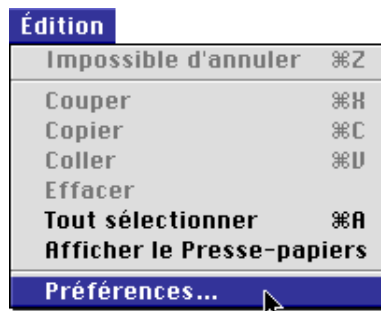 Édition
Impossible d'annuler ⌘Z
Couper ⌘X
Copier ⌘C
Coller ⌘V
Effacer
Tout sélectionner ⌘A
Afficher le Presse-papiers
Préférences...